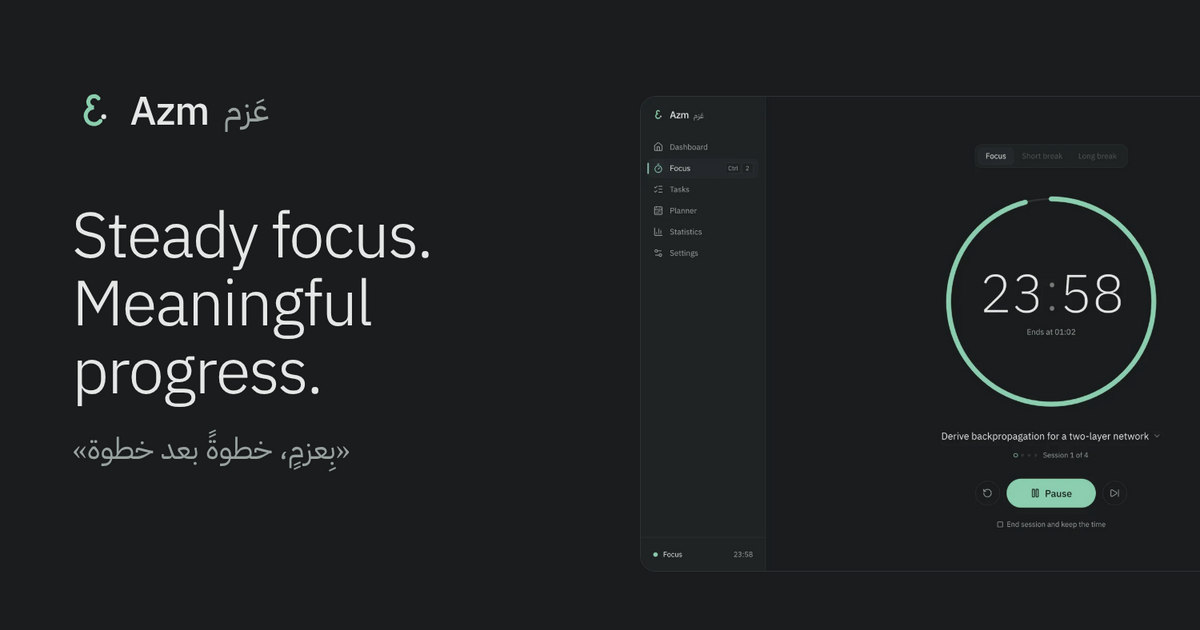 Azm عَزم
Steady focus.
Meaningful
progress.
«بِعزمٍ، خطوةً بعد خطوة»
Azm عَزم
Dashboard
Focus Ctrl 2
Tasks
Planner
Statistics
Settings
Focus 23:58
Focus Short break Long break
23:58
Ends at 01:02
Derive backpropagation for a two-layer network
Session 1 of 4
Pause
End session and keep the time